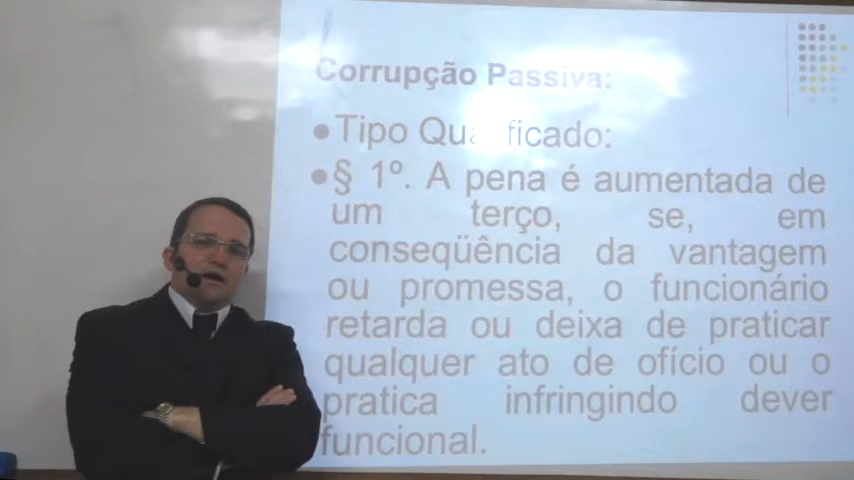 Corrupção Passiva:
●Tipo Qualificado:
●§ 1º. A pena é aumentada de
um terço, se, em
conseqüência da vantagem
ou promessa, o funcionário
retarda ou deixa de praticar
qualquer ato de ofício ou o
pratica infringindo dever
funcional.